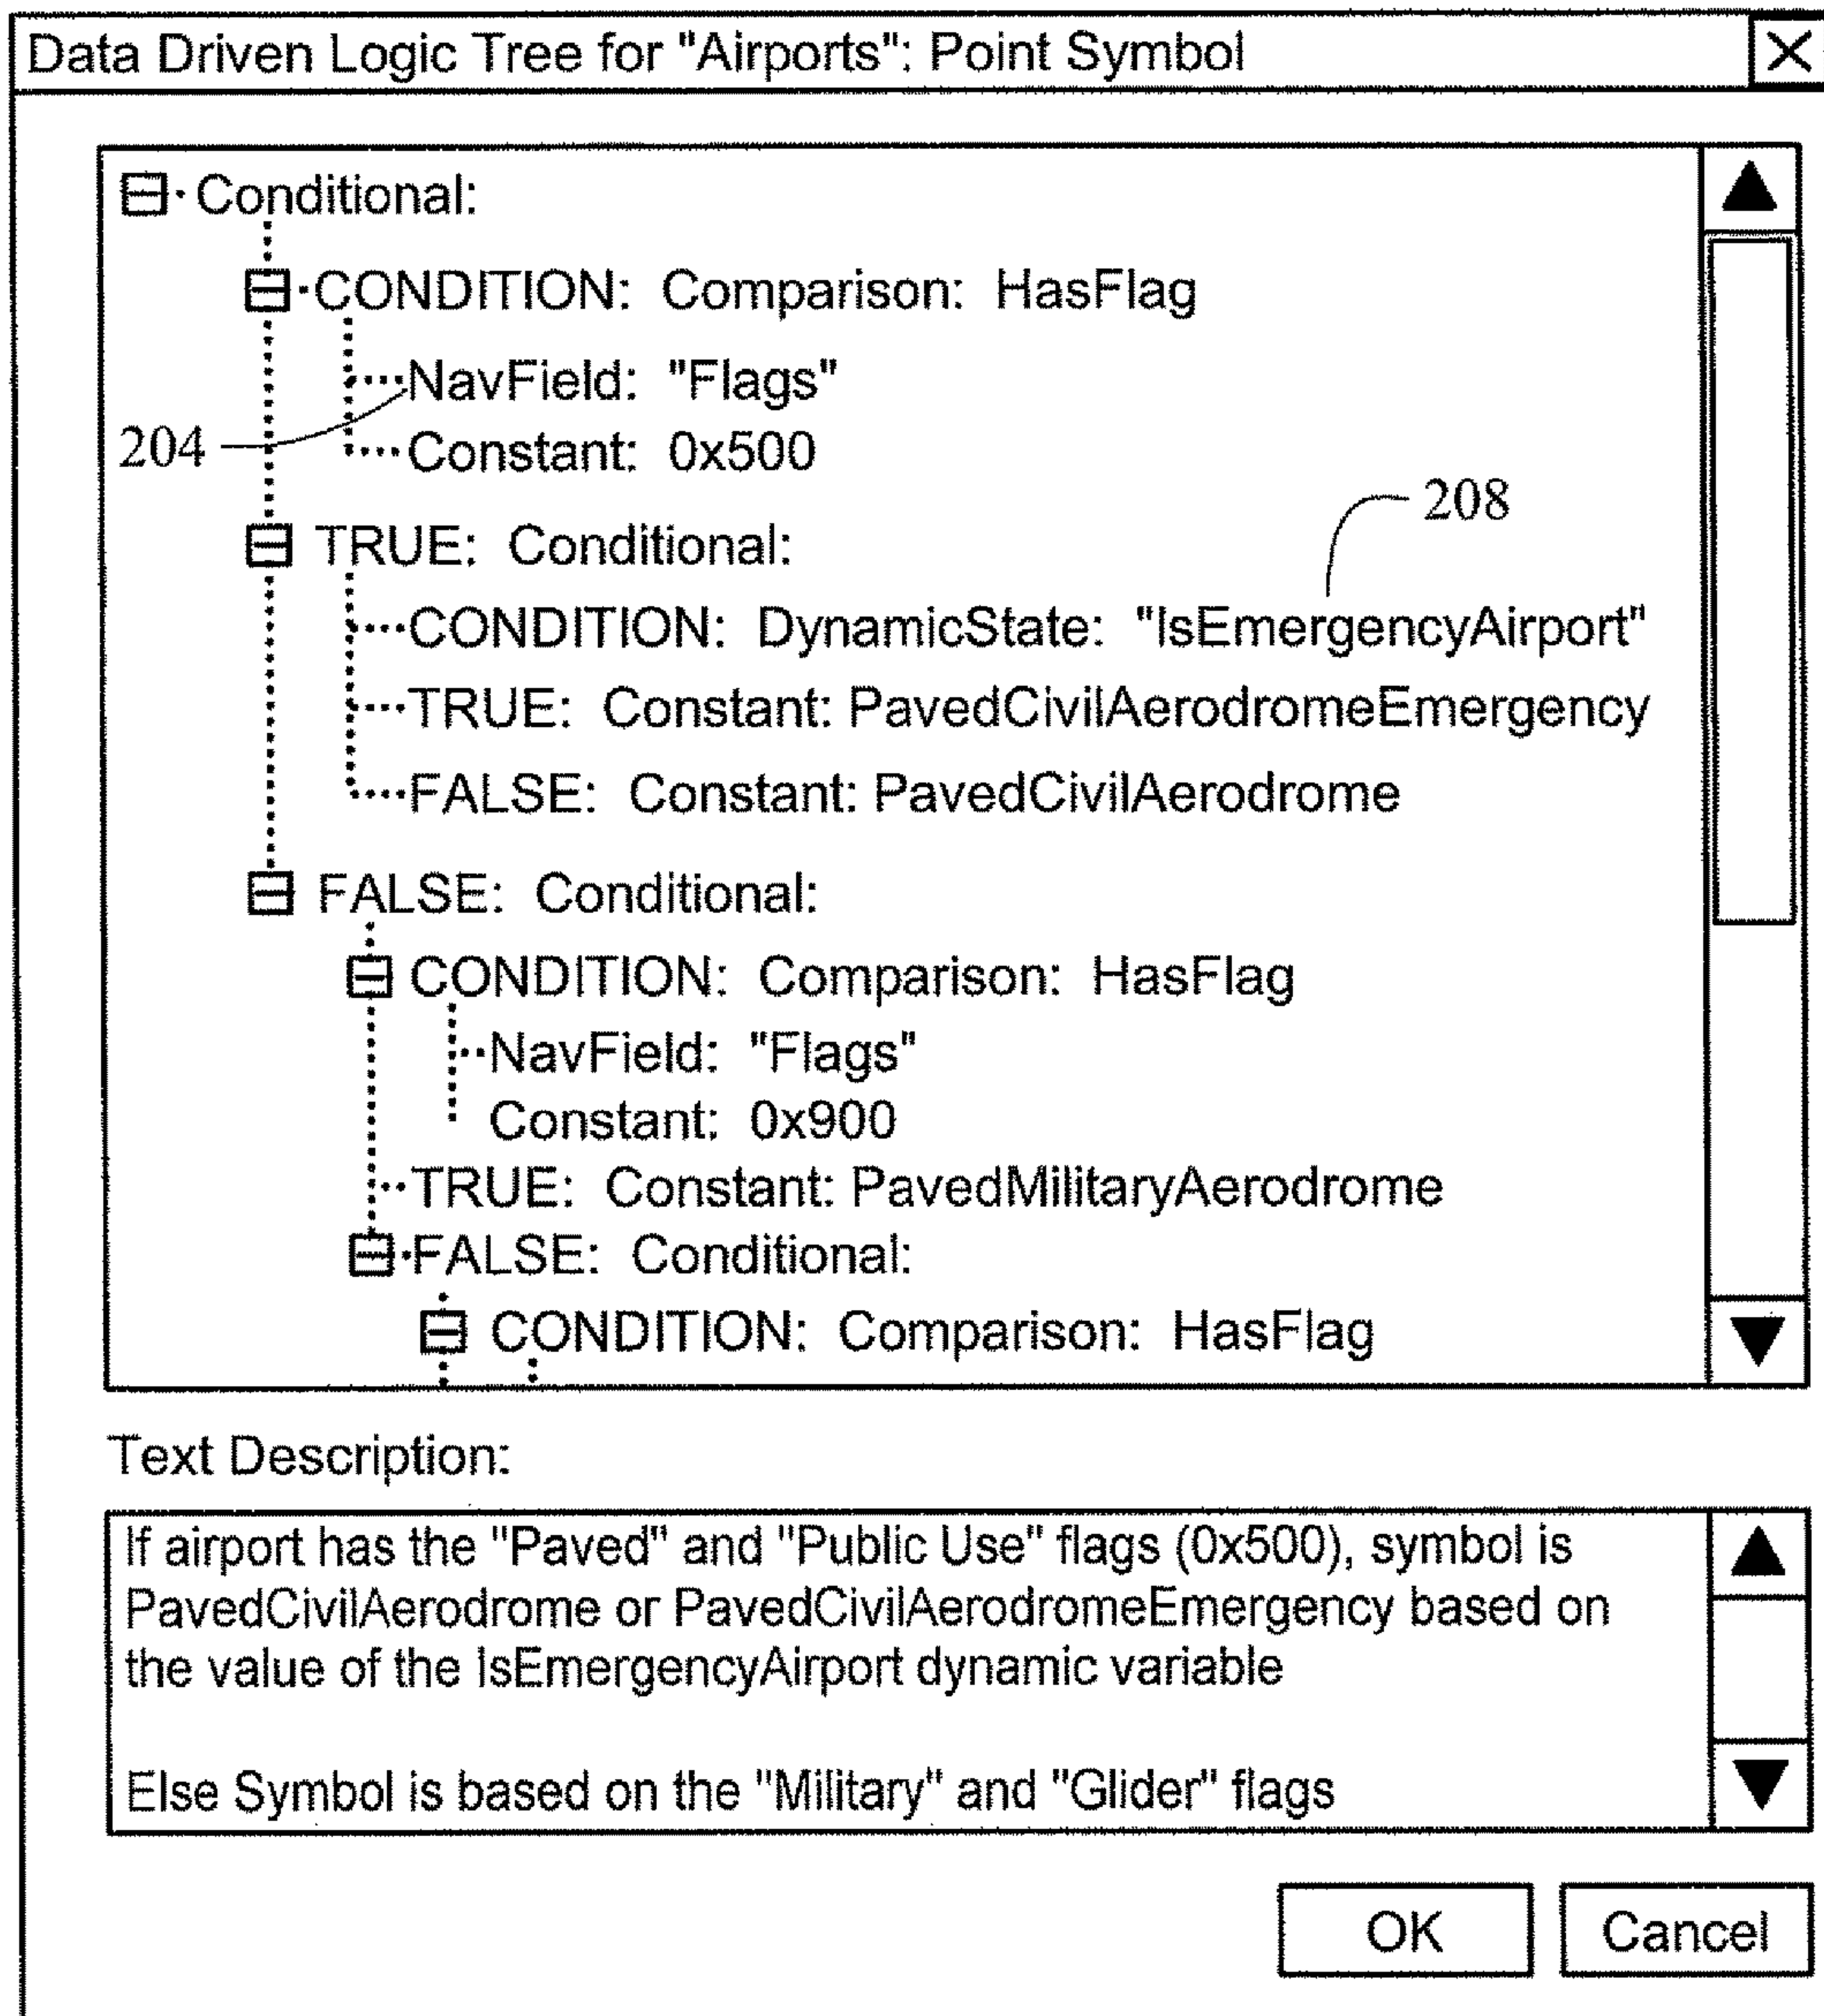 Data Driven Logic Tree for "Airports": Point Symbol
Conditional:
CONDITION: Comparison: HasFlag
NavField: "Flags"
204
Constant: 0x500
208
TRUE: Conditional:
CONDITION: DynamicState: "IsEmergencyAirport"
TRUE: Constant: PavedCivilAerodromeEmergency
FALSE: Constant: PavedCivilAerodrome
FALSE: Conditional:
CONDITION: Comparison: HasFlag
NavField: "Flags"
Constant: 0x900
TRUE: Constant: PavedMilitaryAerodrome
FALSE: Conditional:
CONDITION: Comparison: HasFlag
Text Description:
If airport has the "Paved" and "Public Use" flags (0x500), symbol is
PavedCivilAerodrome or PavedCivilAerodromeEmergency based on
the value of the IsEmergencyAirport dynamic variable
Else Symbol is based on the "Military" and "Glider" flags
OK
Cancel